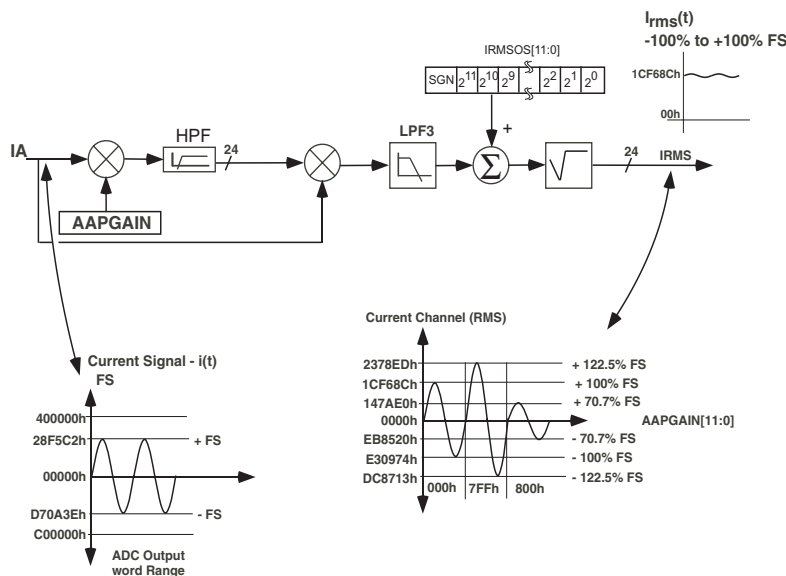 Irms(t)
-100% to +100% FS
1CF68Ch
00h
IRMSOS[11:0]
SGN 2^11 2^10 2^9 2^2 2^1 2^0
+
IA
HPF
24
LPF3
Σ
24
IRMS
AAPGAIN
Current Signal - i(t)
FS
400000h
28F5C2h
+ FS
00000h
D70A3Eh
- FS
C00000h
ADC Output
word Range
Current Channel (RMS)
2378EDh
+ 122.5% FS
1CF68Ch
+ 100% FS
147AE0h
+ 70.7% FS
0000h
AAPGAIN[11:0]
EB8520h
- 70.7% FS
E30974h
- 100% FS
DC8713h
- 122.5% FS
000h
7FFh
800h